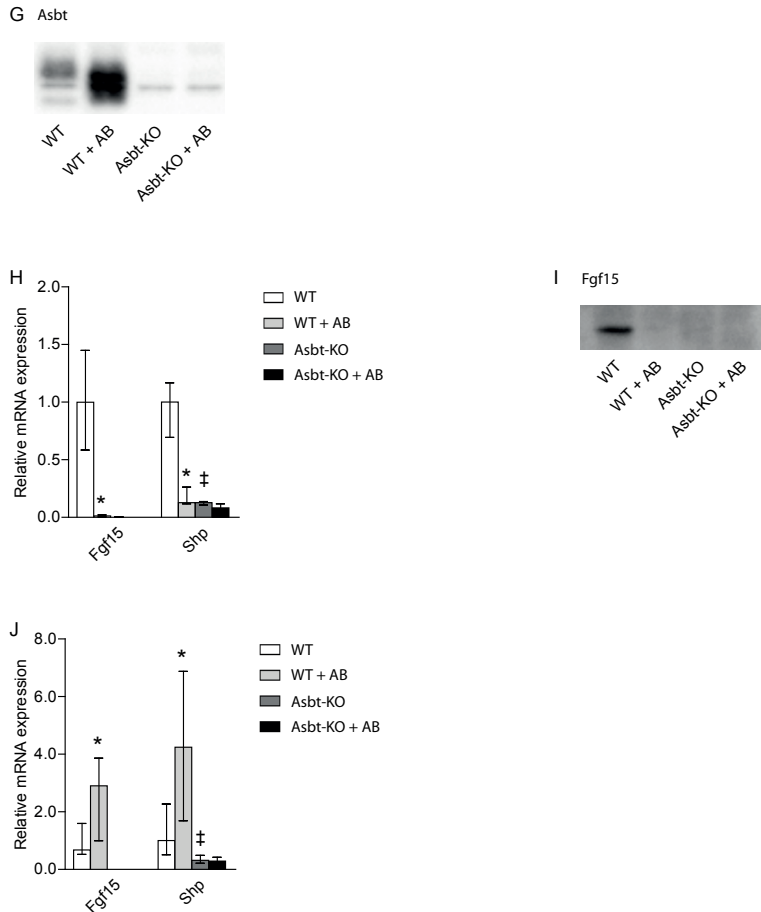 G Asbt
WT
WT + AB
Asbt-KO
Asbt-KO + AB
H
Relative mRNA expression
2.0
1.5
1.0
0.5
0.0
*
* ‡
Fgf15
Shp
WT
WT + AB
Asbt-KO
Asbt-KO + AB
I Fgf15
WT
WT + AB
Asbt-KO
Asbt-KO + AB
J
Relative mRNA expression
8.0
6.0
4.0
2.0
0.0
*
*
‡
Fgf15
Shp
WT
WT + AB
Asbt-KO
Asbt-KO + AB